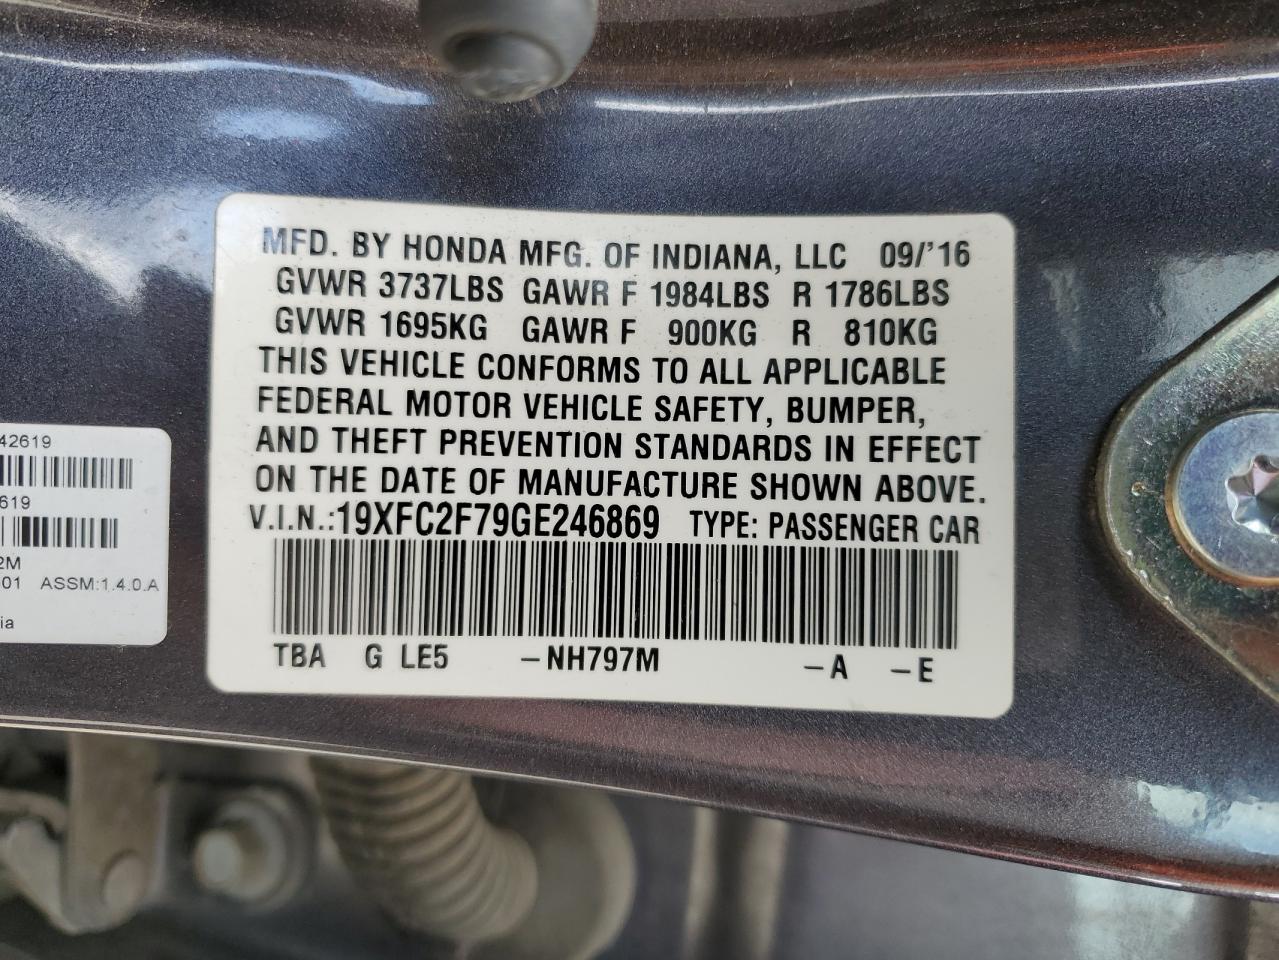 MFD. BY HONDA MFG. OF INDIANA, LLC 09/'16
GVWR 3737LBS GAWR F 1984LBS R 1786LBS
GVWR 1695KG GAWR F 900KG R 810KG
THIS VEHICLE CONFORMS TO ALL APPLICABLE
FEDERAL MOTOR VEHICLE SAFETY, BUMPER,
AND THEFT PREVENTION STANDARDS IN EFFECT
ON THE DATE OF MANUFACTURE SHOWN ABOVE.
V.I.N.:19XFC2F79GE246869 TYPE: PASSENGER CAR
TBA G LE5 -NH797M -A -E
42619
619
2M
01 ASSM:1.4.0.A
ia